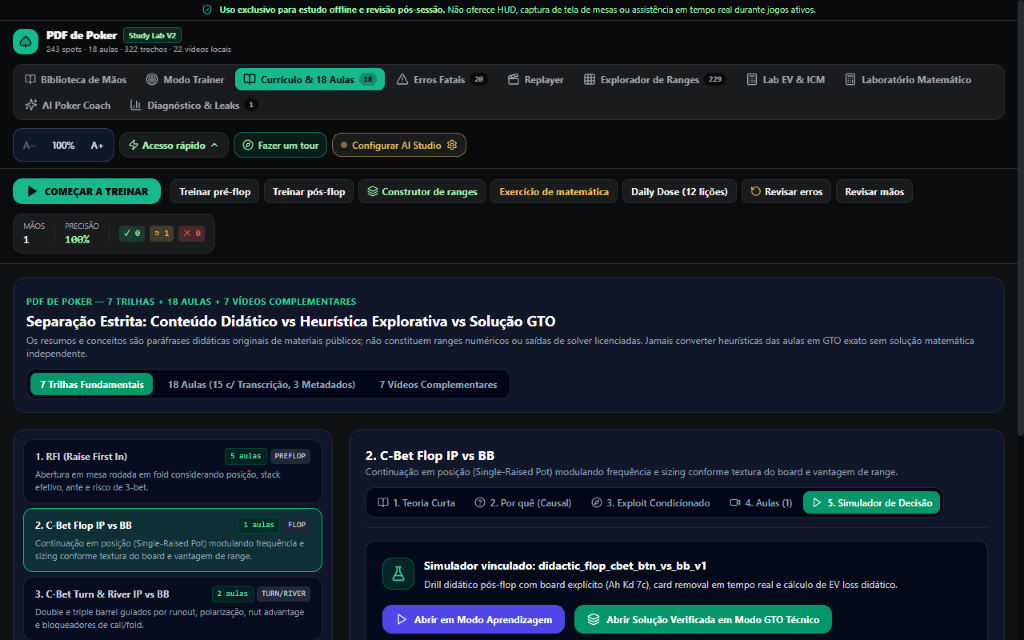 Uso exclusivo para estudo offline e revisão pós-sessão. Não oferece HUD, captura de tela de mesas ou assistência em tempo real durante jogos ativos.
PDF de Poker Study Lab V2
243 spots · 18 aulas · 322 trechos · 22 vídeos locais
Biblioteca de Mãos Modo Trainer Currículo & 18 Aulas 18 Erros Fatais 20 Replayer Explorador de Ranges 229 Lab EV & ICM Laboratório Matemático
AI Poker Coach Diagnóstico & Leaks 1
A- 100% A+ Acesso rápido Fazer um tour Configurar AI Studio
COMEÇAR A TREINAR Treinar pré-flop Treinar pós-flop Construtor de ranges Exercício de matemática Daily Dose (12 lições) Revisar erros Revisar mãos
MÃOS PRECISÃO
1 100% ✓ 0 ≈ 1 ✕ 0
PDF DE POKER — 7 TRILHAS + 18 AULAS + 7 VÍDEOS COMPLEMENTARES
Separação Estrita: Conteúdo Didático vs Heurística Explorativa vs Solução GTO
Os resumos e conceitos são paráfrases didáticas originais de materiais públicos; não constituem ranges numéricos ou saídas de solver licenciadas. Jamais converter heurísticas das aulas em GTO exato sem solução matemática
independente.
7 Trilhas Fundamentais 18 Aulas (15 c/ Transcrição, 3 Metadados) 7 Vídeos Complementares
1. RFI (Raise First In) 5 aulas PREFLOP
Abertura em mesa rodada em fold considerando posição, stack
efetivo, ante e risco de 3-bet.
2. C-Bet Flop IP vs BB 1 aulas FLOP
Continuação em posição (Single-Raised Pot) modulando frequência e
sizing conforme textura do board e vantagem de range.
3. C-Bet Turn & River IP vs BB 2 aulas TURN/RIVER
Double e triple barrel guiados por runout, polarização, nut advantage
e bloqueadores de call/fold.
2. C-Bet Flop IP vs BB
Continuação em posição (Single-Raised Pot) modulando frequência e sizing conforme textura do board e vantagem de range.
1. Teoria Curta 2. Por quê (Causal) 3. Exploit Condicionado 4. Aulas (1) 5. Simulador de Decisão
Simulador vinculado: didactic_flop_cbet_btn_vs_bb_v1
Drill didático pós-flop com board explícito (Ah Kd 7c), card removal em tempo real e cálculo de EV loss didático.
Abrir em Modo Aprendizagem Abrir Solução Verificada em Modo GTO Técnico